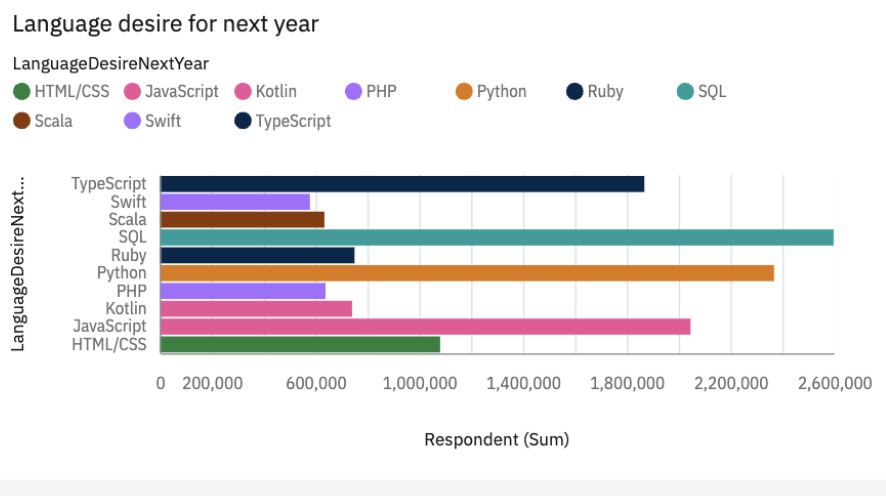 Language desire for next year
LanguageDesireNextYear
HTML/CSS JavaScript Kotlin PHP Python Ruby SQL
Scala Swift TypeScript
LanguageDesireNext...
TypeScript
Swift
Scala
SQL
Ruby
Python
PHP
Kotlin
JavaScript
HTML/CSS
0 200,000 600,000 1,000,000 1,400,000 1,800,000 2,200,000 2,600,000
Respondent (Sum)